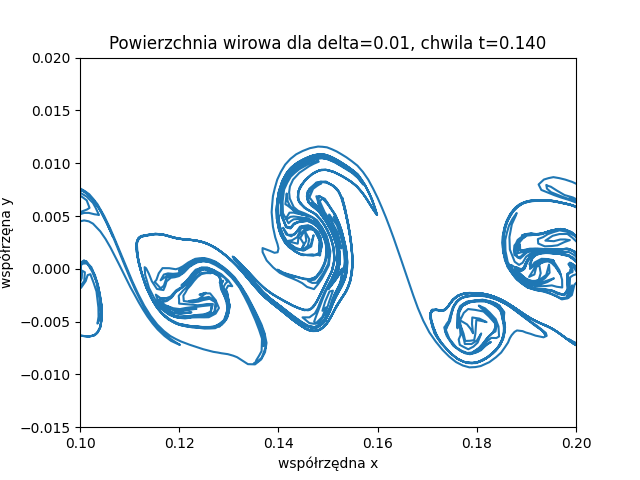 Powierzchnia wirowa dla delta=0.01, chwila t=0.140
0.020
0.015
0.010
0.005
0.000
−0.005
−0.010
−0.015
współrzęna y
0.10 0.12 0.14 0.16 0.18 0.20
współrzędna x